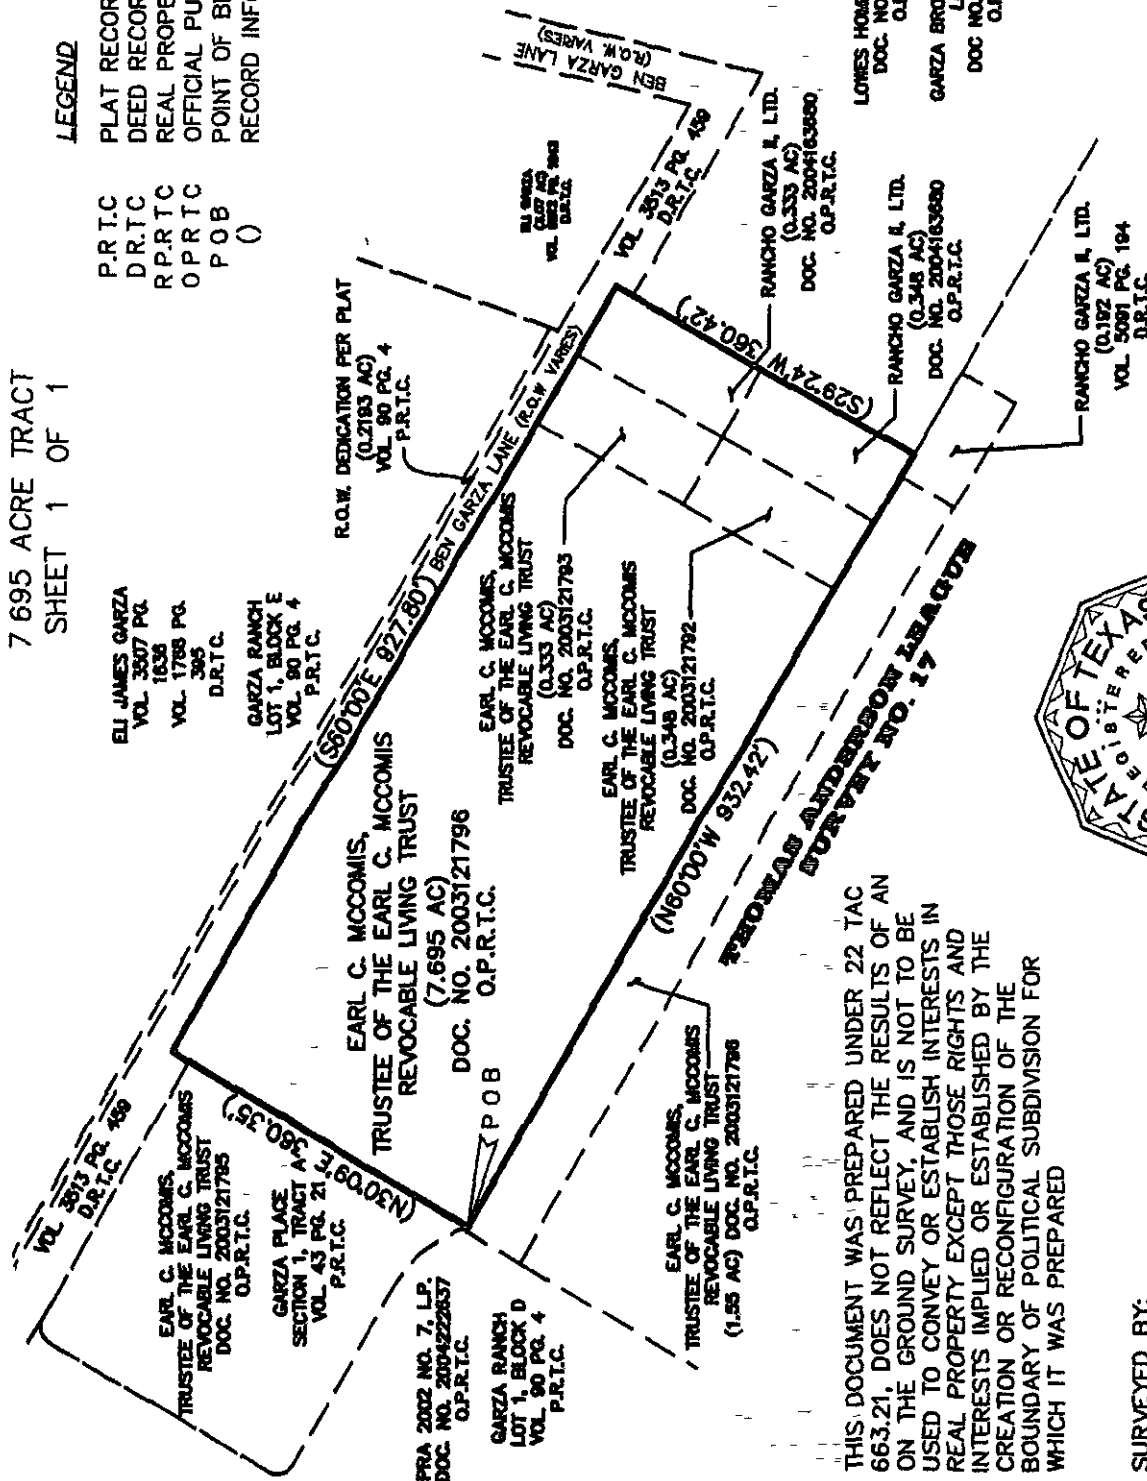 7 695 ACRE TRACT
SHEET 1 OF 1
LEGEND
P.R T.C PLAT RECOR
D R.T C DEED RECOR
R P.R T C REAL PROPE
O P R T C OFFICIAL PU
P O B POINT OF B
() RECORD INF
ELI JAMES GARZA
VOL. 3507 PG.
1636
VOL. 1768 PG.
395
D.R.T.C.
GARZA RANCH
LOT 1, BLOCK E
VOL 90 PG. 4
P.R.T.C.
R.O.W. DEDICATION PER PLAT
(0.2193 AC)
VOL 90 PG. 4
P.R.T.C.
BEN GARZA LANE
(R.O.W. VARIES)
VOL 3613 PG. 459
D.R.T.C.
BEN GARZA LANE (R.O.W VARIES)
(S60°00'E 927.80')
VOL 3613 PG. 459
D.R.T.C.
EARL C. MCCOMIS,
TRUSTEE OF THE EARL C. MCCOMIS
REVOCABLE LIVING TRUST
DOC. NO. 2003121795
O.P.R.T.C.
GARZA PLACE
SECTION 1, TRACT A
VOL 43 PG. 21
P.R.T.C.
(N30°09'E 360.35')
EARL C. MCCOMIS,
TRUSTEE OF THE EARL C. MCCOMIS
REVOCABLE LIVING TRUST
(7.695 AC)
DOC. NO. 2003121796
O.P.R.T.C.
P O B
EARL C. MCCOMIS,
TRUSTEE OF THE EARL C. MCCOMIS
REVOCABLE LIVING TRUST
(0.333 AC)
DOC. NO. 2003121793
O.P.R.T.C.
EARL C. MCCOMIS,
TRUSTEE OF THE EARL C. MCCOMIS
REVOCABLE LIVING TRUST
(0.348 AC)
DOC. NO. 2003121792
O.P.R.T.C.
(S29°24'W 360.42')
RANCHO GARZA II, LTD.
(0.333 AC)
DOC. NO. 2004163680
O.P.R.T.C.
RANCHO GARZA II, LTD.
(0.348 AC)
DOC. NO. 2004163680
O.P.R.T.C.
RANCHO GARZA II, LTD.
(0.192 AC)
VOL 5091 PG. 194
D.R.T.C.
LOWES HOM
DOC. NO
O.
GARZA BRO
L
DOC NO.
O.
(N60°00'W 932.42')
THOMAS ANDERSON LEAGUE
SURVEY NO. 17
PRA 2002 NO. 7, L.P.
DOC. NO. 2004222637
O.P.R.T.C.
GARZA RANCH
LOT 1, BLOCK D
VOL 90 PG. 4
P.R.T.C.
EARL C. MCCOMIS,
TRUSTEE OF THE EARL C. MCCOMIS
REVOCABLE LIVING TRUST
(1.55 AC) DOC. NO. 2003121796
O.P.R.T.C.
THIS DOCUMENT WAS PREPARED UNDER 22 TAC
663.21, DOES NOT REFLECT THE RESULTS OF AN
ON THE GROUND SURVEY, AND IS NOT TO BE
USED TO CONVEY OR ESTABLISH INTERESTS IN
REAL PROPERTY EXCEPT THOSE RIGHTS AND
INTERESTS IMPLIED OR ESTABLISHED BY THE
CREATION OR RECONFIGURATION OF THE
BOUNDARY OF POLITICAL SUBDIVISION FOR
WHICH IT WAS PREPARED
STATE OF TEXAS
SURVEYED BY: